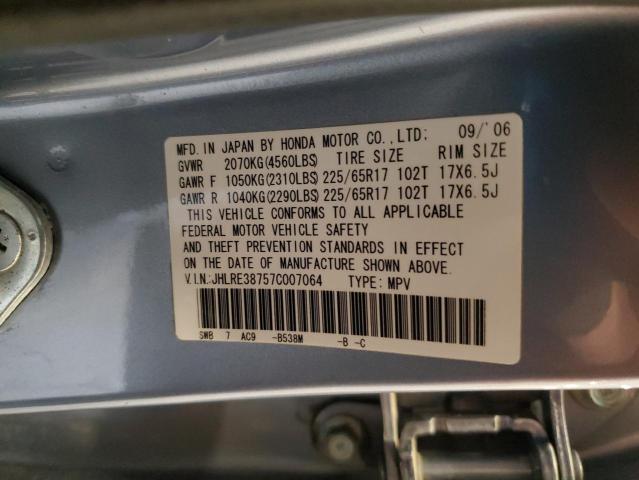 MFD. IN JAPAN BY HONDA MOTOR CO.,LTD: 09/'06
GVWR 2070KG(4560LBS) TIRE SIZE RIM SIZE
GAWR F 1050KG(2310LBS) 225/65R17 102T 17X6.5J
GAWR R 1040KG(2290LBS) 225/65R17 102T 17X6.5J
THIS VEHICLE CONFORMS TO ALL APPLICABLE
FEDERAL MOTOR VEHICLE SAFETY
AND THEFT PREVENTION STANDARDS IN EFFECT
ON THE DATE OF MANUFACTURE SHOWN ABOVE.
V.I.N:JHLRE38757C007064 TYPE: MPV
SWB 7 AC9 -B538M -B -C